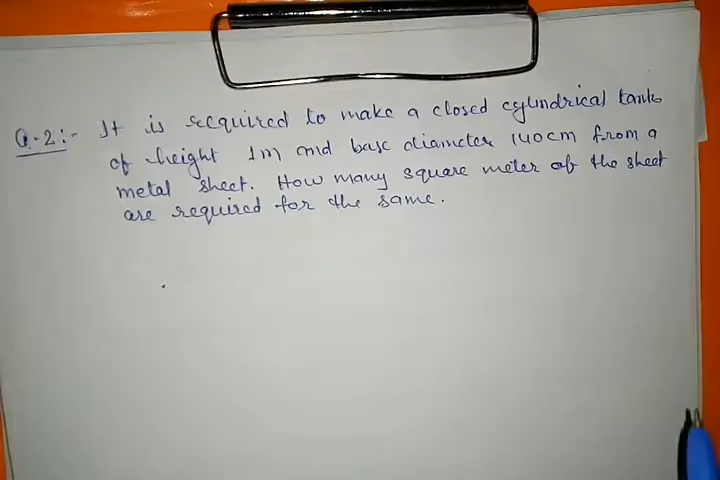 Q-2:- It is required to make a closed cylindrical tank
of height 1m and base diameter 140cm from a
metal sheet. How many square meter of the sheet
are required for the same.